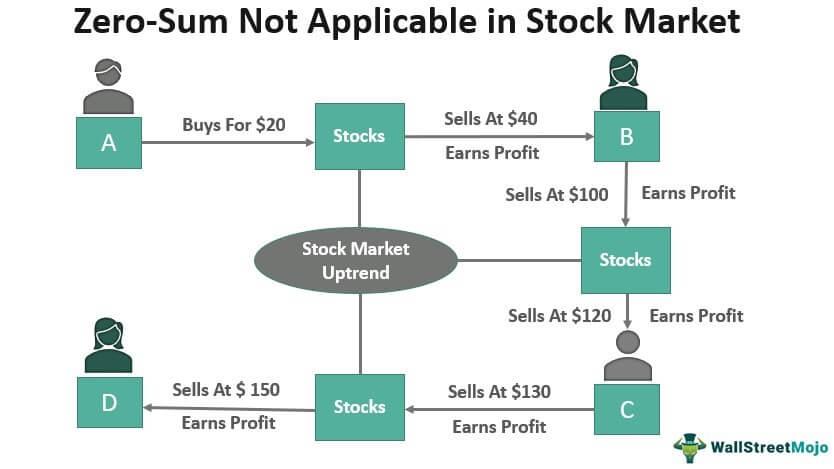 Zero-Sum Not Applicable in Stock Market
A
Buys For $20
Stocks
Sells At $40
Earns Profit
B
Sells At $100
Earns Profit
Stock Market
Uptrend
Stocks
Sells At $120
Earns Profit
D
Sells At $ 150
Earns Profit
Stocks
Sells At $130
Earns Profit
C
WallStreetMojo